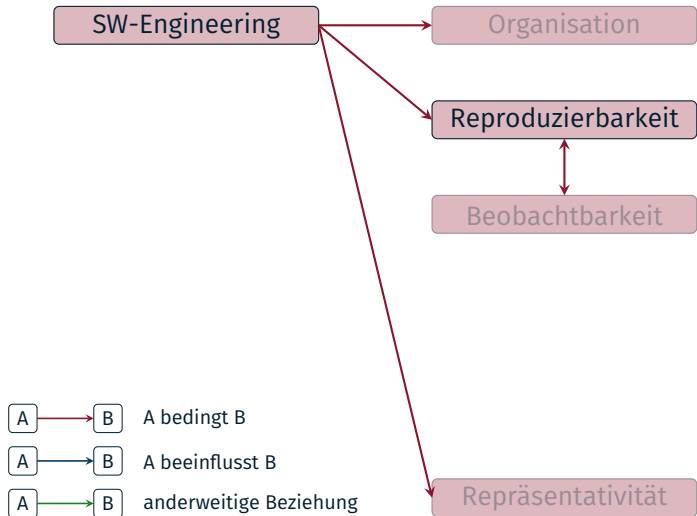 SW-Engineering
Organisation
Reproduzierbarkeit
Beobachtbarkeit
A B A bedingt B
A B A beeinflusst B
A B anderweitige Beziehung
Repräsentativität